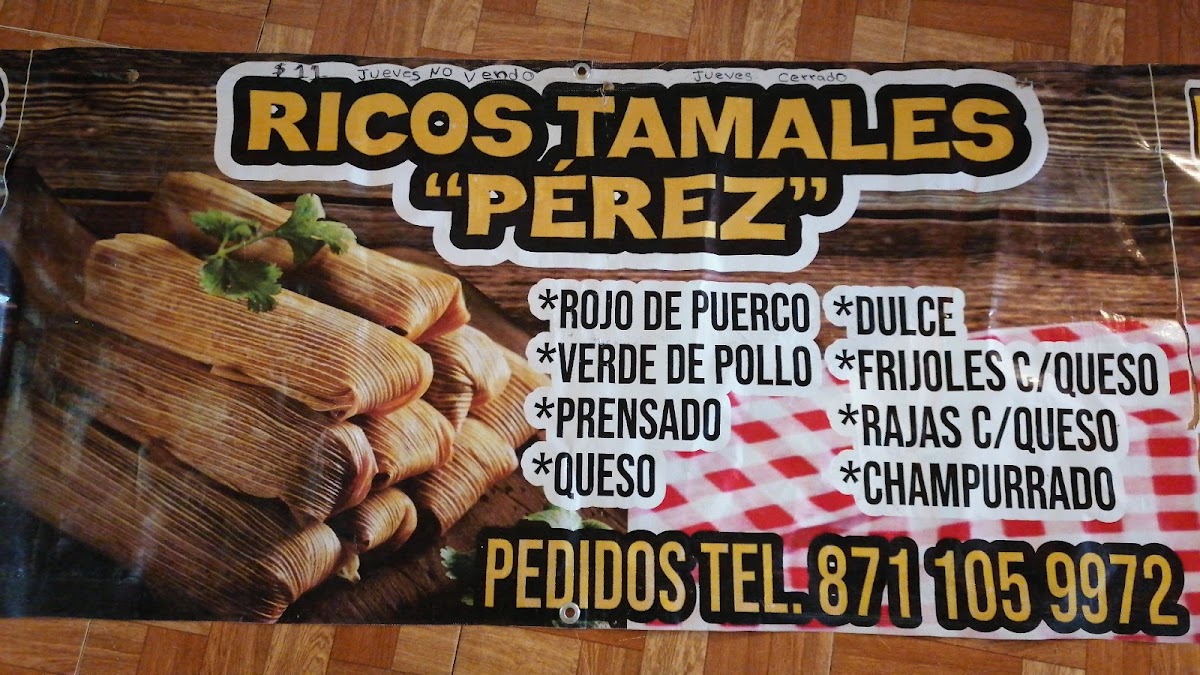 $ 11 Jueves NO Vendo Jueves Cerrado
RICOS TAMALES
“PÉREZ”
*ROJO DE PUERCO
*VERDE DE POLLO
*PRENSADO
*QUESO
*DULCE
*FRIJOLES C/QUESO
*RAJAS C/QUESO
*CHAMPURRADO
PEDIDOS TEL. 871 105 9972